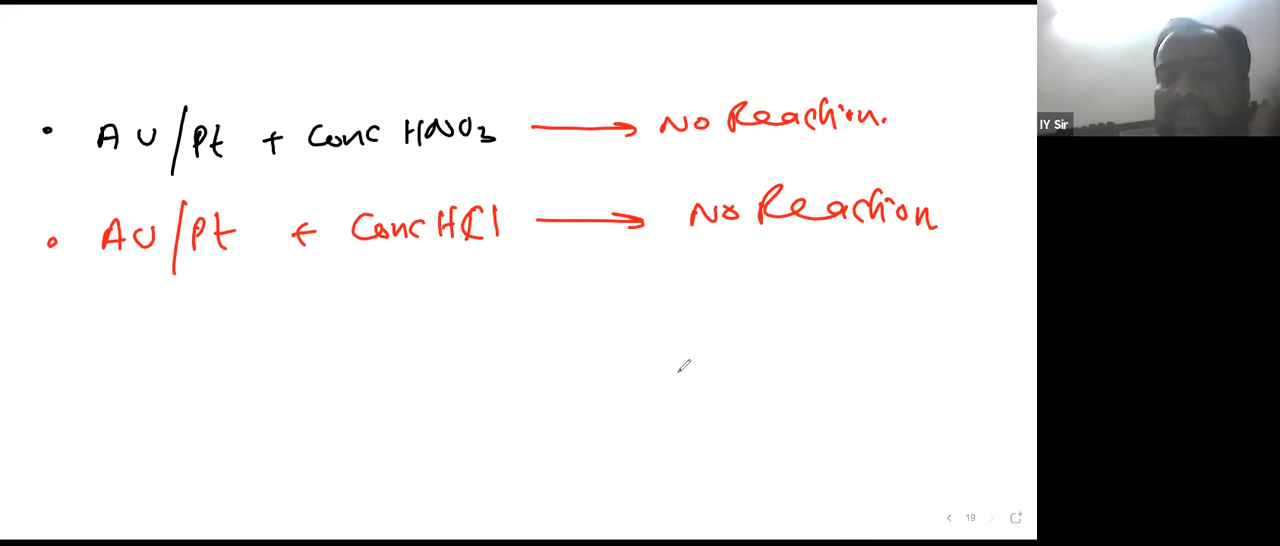 • AU/Pt + Conc HNO3 → No Reaction.
• AU/Pt + Conc HCl → No Reaction
IY Sir
19